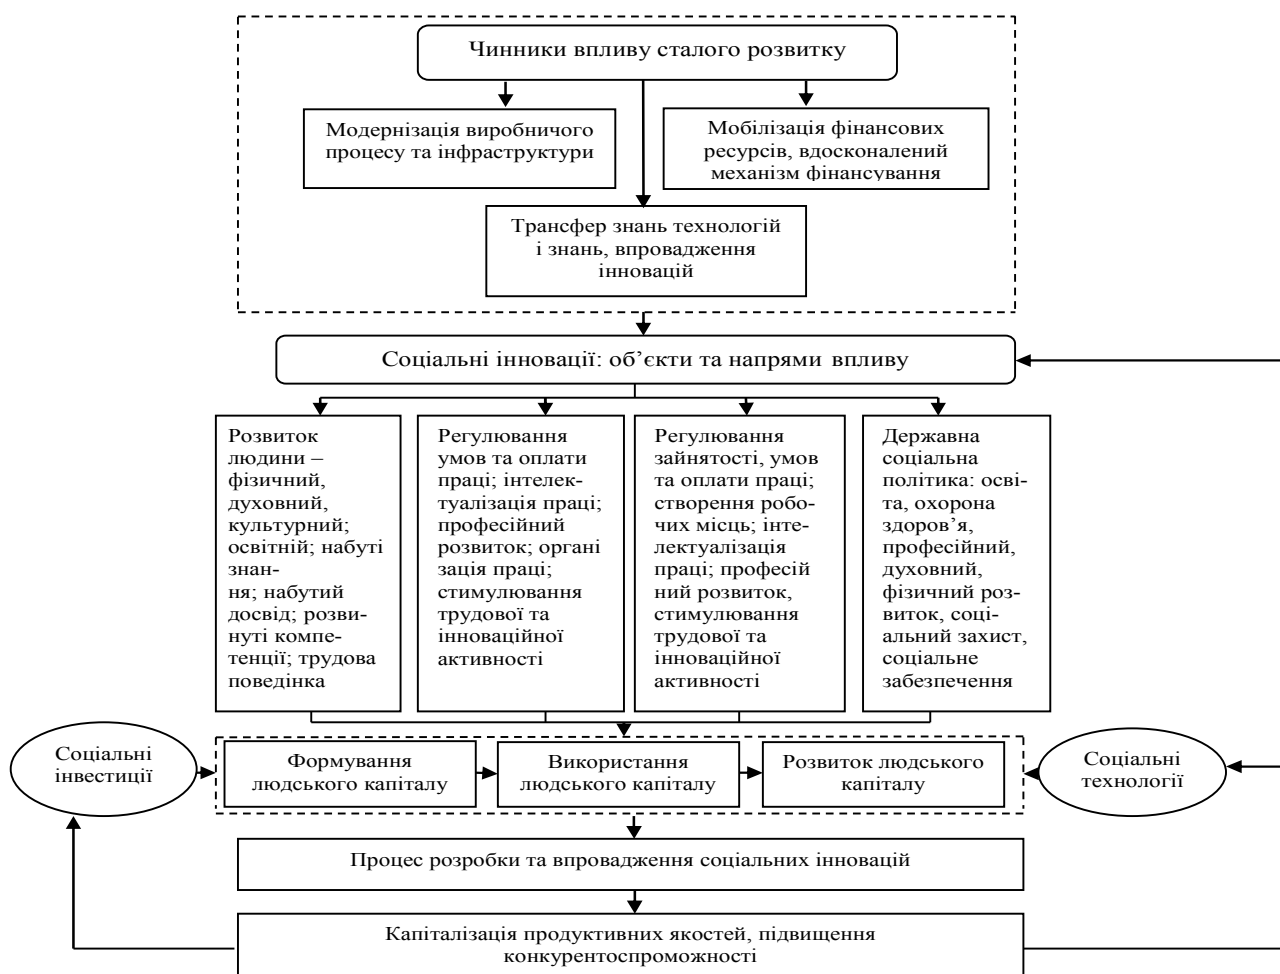 Чинники впливу сталого розвитку
Модернізація виробничого
процесу та інфраструктури
Мобілізація фінансових
ресурсів, вдосконалений
механізм фінансування
Трансфер знань технологій
і знань, впровадження
інновацій
Соціальні інновації: об’єкти та напрями впливу
Розвиток
людини –
фізичний,
духовний,
культурний;
освітній; набуті
знан-
ня; набутий
досвід; розви-
нуті компе-
тенції; трудова
поведінка
Регулювання
умов та оплати
праці; інтелек-
туалізація праці;
професійний
розвиток; органі
зація праці;
стимулювання
трудової та
інноваційної
активності
Регулювання
зайнятості, умов
та оплати праці;
створення робо-
чих місць; інте-
лектуалізація
праці; професій
ний розвиток,
стимулювання
трудової та
інноваційної
активності
Державна
соціальна
політика: осві-
та, охорона
здоров’я,
професійний,
духовний,
фізичний роз-
виток, соці-
альний захист,
соціальне
забезпечення
Соціальні
інвестиції
Формування
людського капіталу
Використання
людського капіталу
Розвиток людського
капіталу
Соціальні
технології
Процес розробки та впровадження соціальних інновацій
Капіталізація продуктивних якостей, підвищення
конкурентоспроможності